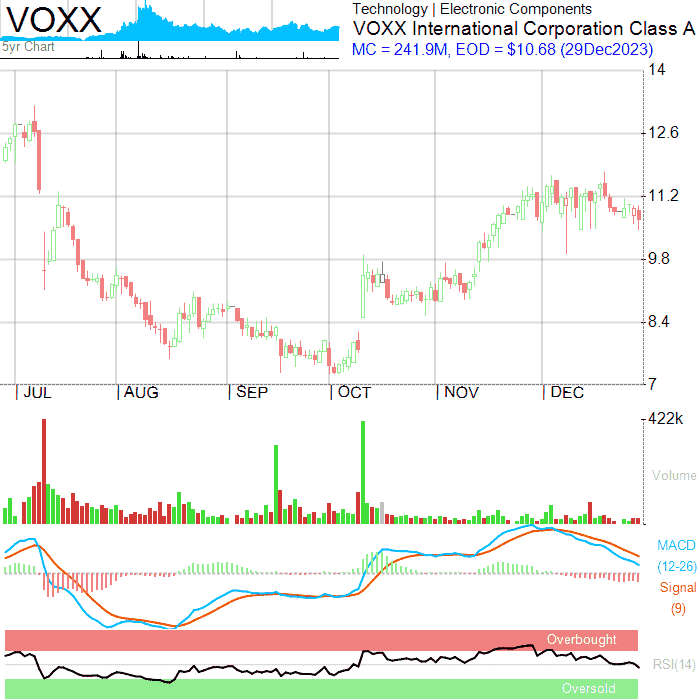 VOXX
5yr Chart
Technology | Electronic Components
VOXX International Corporation Class A
MC = 241.9M, EOD = $10.68 (29Dec2023)
14
12.6
11.2
9.8
8.4
7
JUL AUG SEP OCT NOV DEC
422k
Volume
MACD
(12-26)
Signal
(9)
Overbought
RSI(14)
Oversold